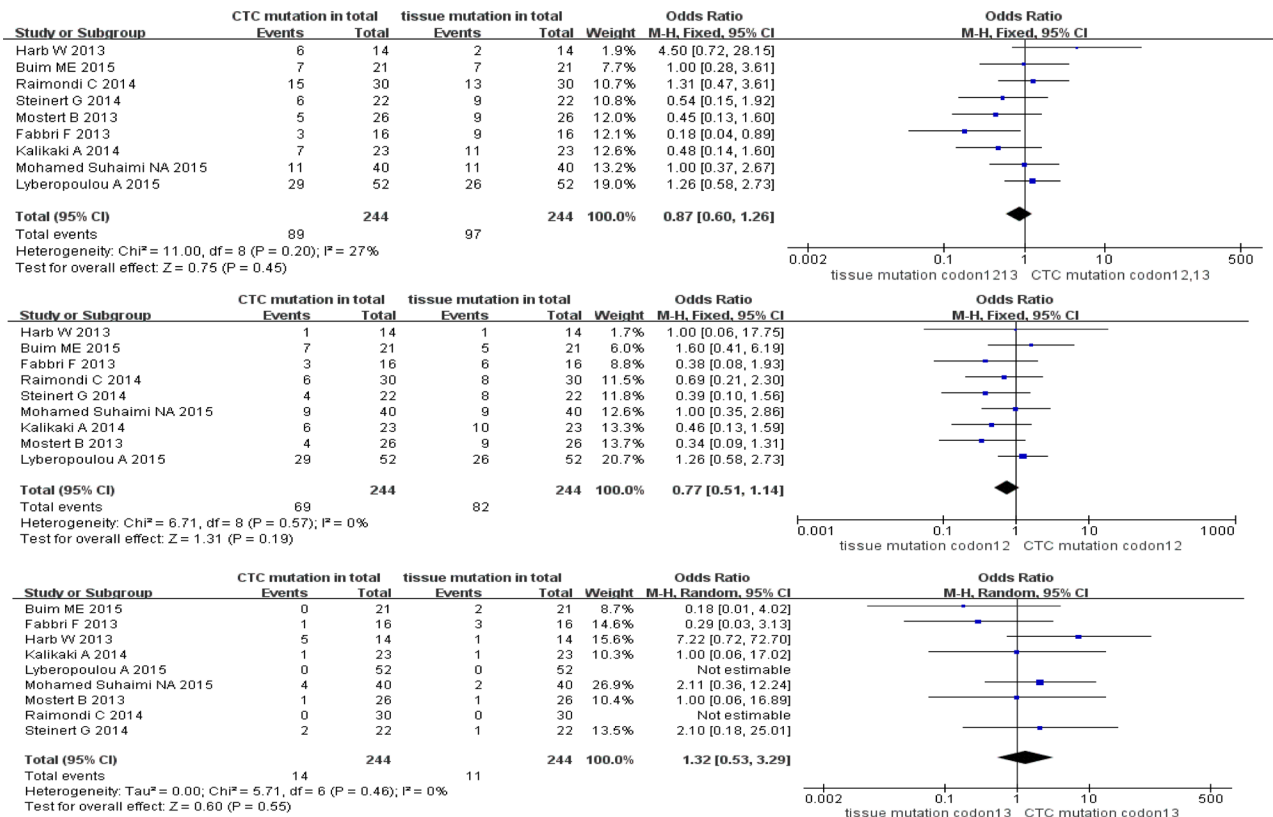 CTC mutation in total tissue mutation in total Odds Ratio Odds Ratio
Study or Subgroup Events Total Events Total Weight M-H, Fixed, 95% CI M-H, Fixed, 95% CI
Harb W 2013 6 14 2 14 1.9% 4.50 [0.72, 28.15]
Buim ME 2015 7 21 7 21 7.7% 1.00 [0.28, 3.61]
Raimondi C 2014 15 30 13 30 10.7% 1.31 [0.47, 3.61]
Steinert G 2014 6 22 9 22 10.8% 0.54 [0.15, 1.92]
Mostert B 2013 5 26 9 26 12.0% 0.45 [0.13, 1.60]
Fabbri F 2013 3 16 9 16 12.1% 0.18 [0.04, 0.89]
Kalikaki A 2014 7 23 11 23 12.6% 0.48 [0.14, 1.60]
Mohamed Suhaimi NA 2015 11 40 11 40 13.2% 1.00 [0.37, 2.67]
Lyberopoulou A 2015 29 52 26 52 19.0% 1.26 [0.58, 2.73]
Total (95% CI) 244 244 100.0% 0.87 [0.60, 1.26]
Total events 89 97
Heterogeneity: Chi² = 11.00, df = 8 (P = 0.20); I² = 27%
Test for overall effect: Z = 0.75 (P = 0.45)
0.002 0.1 1 10 500
tissue mutation codon1213 CTC mutation codon12,13
CTC mutation in total tissue mutation in total Odds Ratio Odds Ratio
Study or Subgroup Events Total Events Total Weight M-H, Fixed, 95% CI M-H, Fixed, 95% CI
Harb W 2013 1 14 1 14 1.7% 1.00 [0.06, 17.75]
Buim ME 2015 7 21 5 21 6.0% 1.60 [0.41, 6.19]
Fabbri F 2013 3 16 6 16 8.8% 0.38 [0.08, 1.93]
Raimondi C 2014 6 30 8 30 11.5% 0.69 [0.21, 2.30]
Steinert G 2014 4 22 8 22 11.8% 0.39 [0.10, 1.56]
Mohamed Suhaimi NA 2015 9 40 9 40 12.6% 1.00 [0.35, 2.86]
Kalikaki A 2014 6 23 10 23 13.3% 0.46 [0.13, 1.59]
Mostert B 2013 4 26 9 26 13.7% 0.34 [0.09, 1.31]
Lyberopoulou A 2015 29 52 26 52 20.7% 1.26 [0.58, 2.73]
Total (95% CI) 244 244 100.0% 0.77 [0.51, 1.14]
Total events 69 82
Heterogeneity: Chi² = 6.71, df = 8 (P = 0.57); I² = 0%
Test for overall effect: Z = 1.31 (P = 0.19)
0.001 0.1 1 10 1000
tissue mutation codon12 CTC mutation codon12
CTC mutation in total tissue mutation in total Odds Ratio Odds Ratio
Study or Subgroup Events Total Events Total Weight M-H, Random, 95% CI M-H, Random, 95% CI
Buim ME 2015 0 21 2 21 8.7% 0.18 [0.01, 4.02]
Fabbri F 2013 1 16 3 16 14.6% 0.29 [0.03, 3.13]
Harb W 2013 5 14 1 14 15.6% 7.22 [0.72, 72.70]
Kalikaki A 2014 1 23 1 23 10.3% 1.00 [0.06, 17.02]
Lyberopoulou A 2015 0 52 0 52 Not estimable
Mohamed Suhaimi NA 2015 4 40 2 40 26.9% 2.11 [0.36, 12.24]
Mostert B 2013 1 26 1 26 10.4% 1.00 [0.06, 16.89]
Raimondi C 2014 0 30 0 30 Not estimable
Steinert G 2014 2 22 1 22 13.5% 2.10 [0.18, 25.01]
Total (95% CI) 244 244 100.0% 1.32 [0.53, 3.29]
Total events 14 11
Heterogeneity: Tau² = 0.00; Chi² = 5.71, df = 6 (P = 0.46); I² = 0%
Test for overall effect: Z = 0.60 (P = 0.55)
0.002 0.1 1 10 500
tissue mutation codon13 CTC mutation codon13